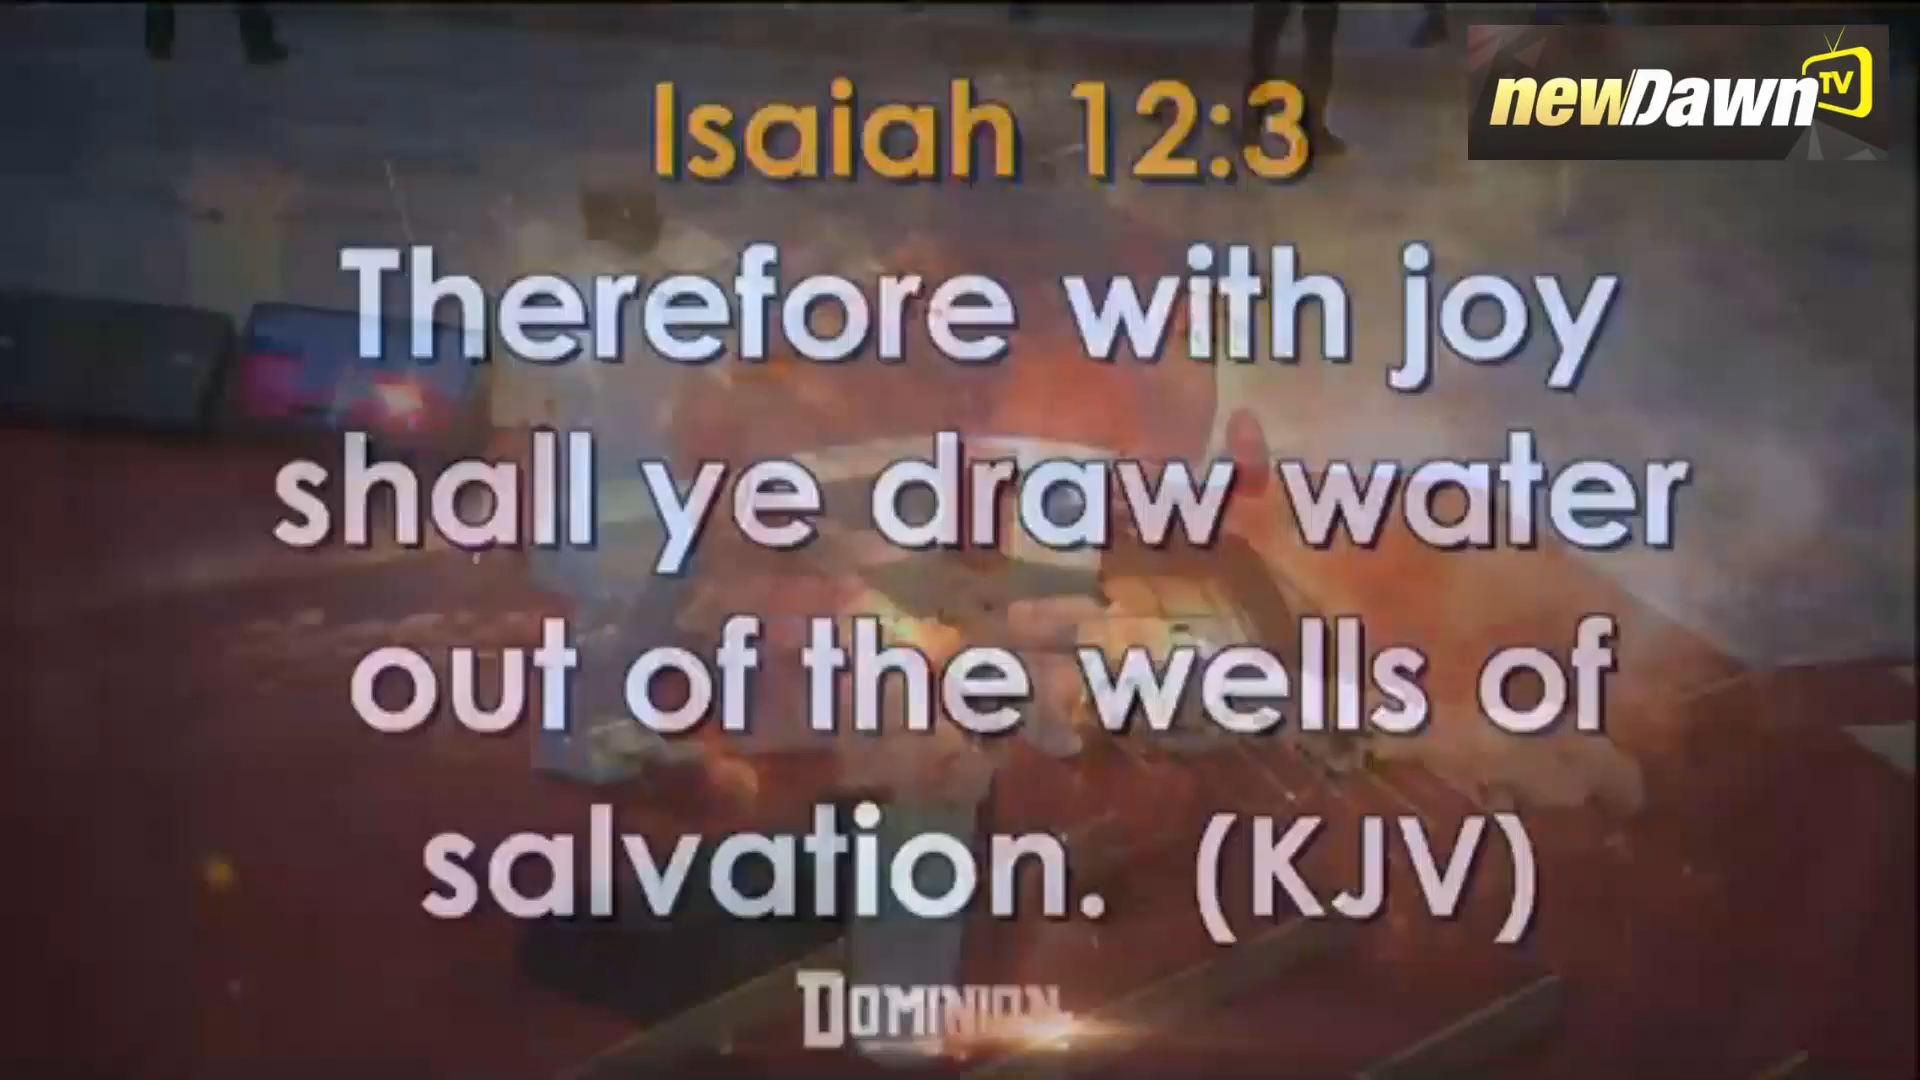 newDawn TV
Isaiah 12:3
Therefore with joy
shall ye draw water
out of the wells of
salvation. (KJV)
DOMINION